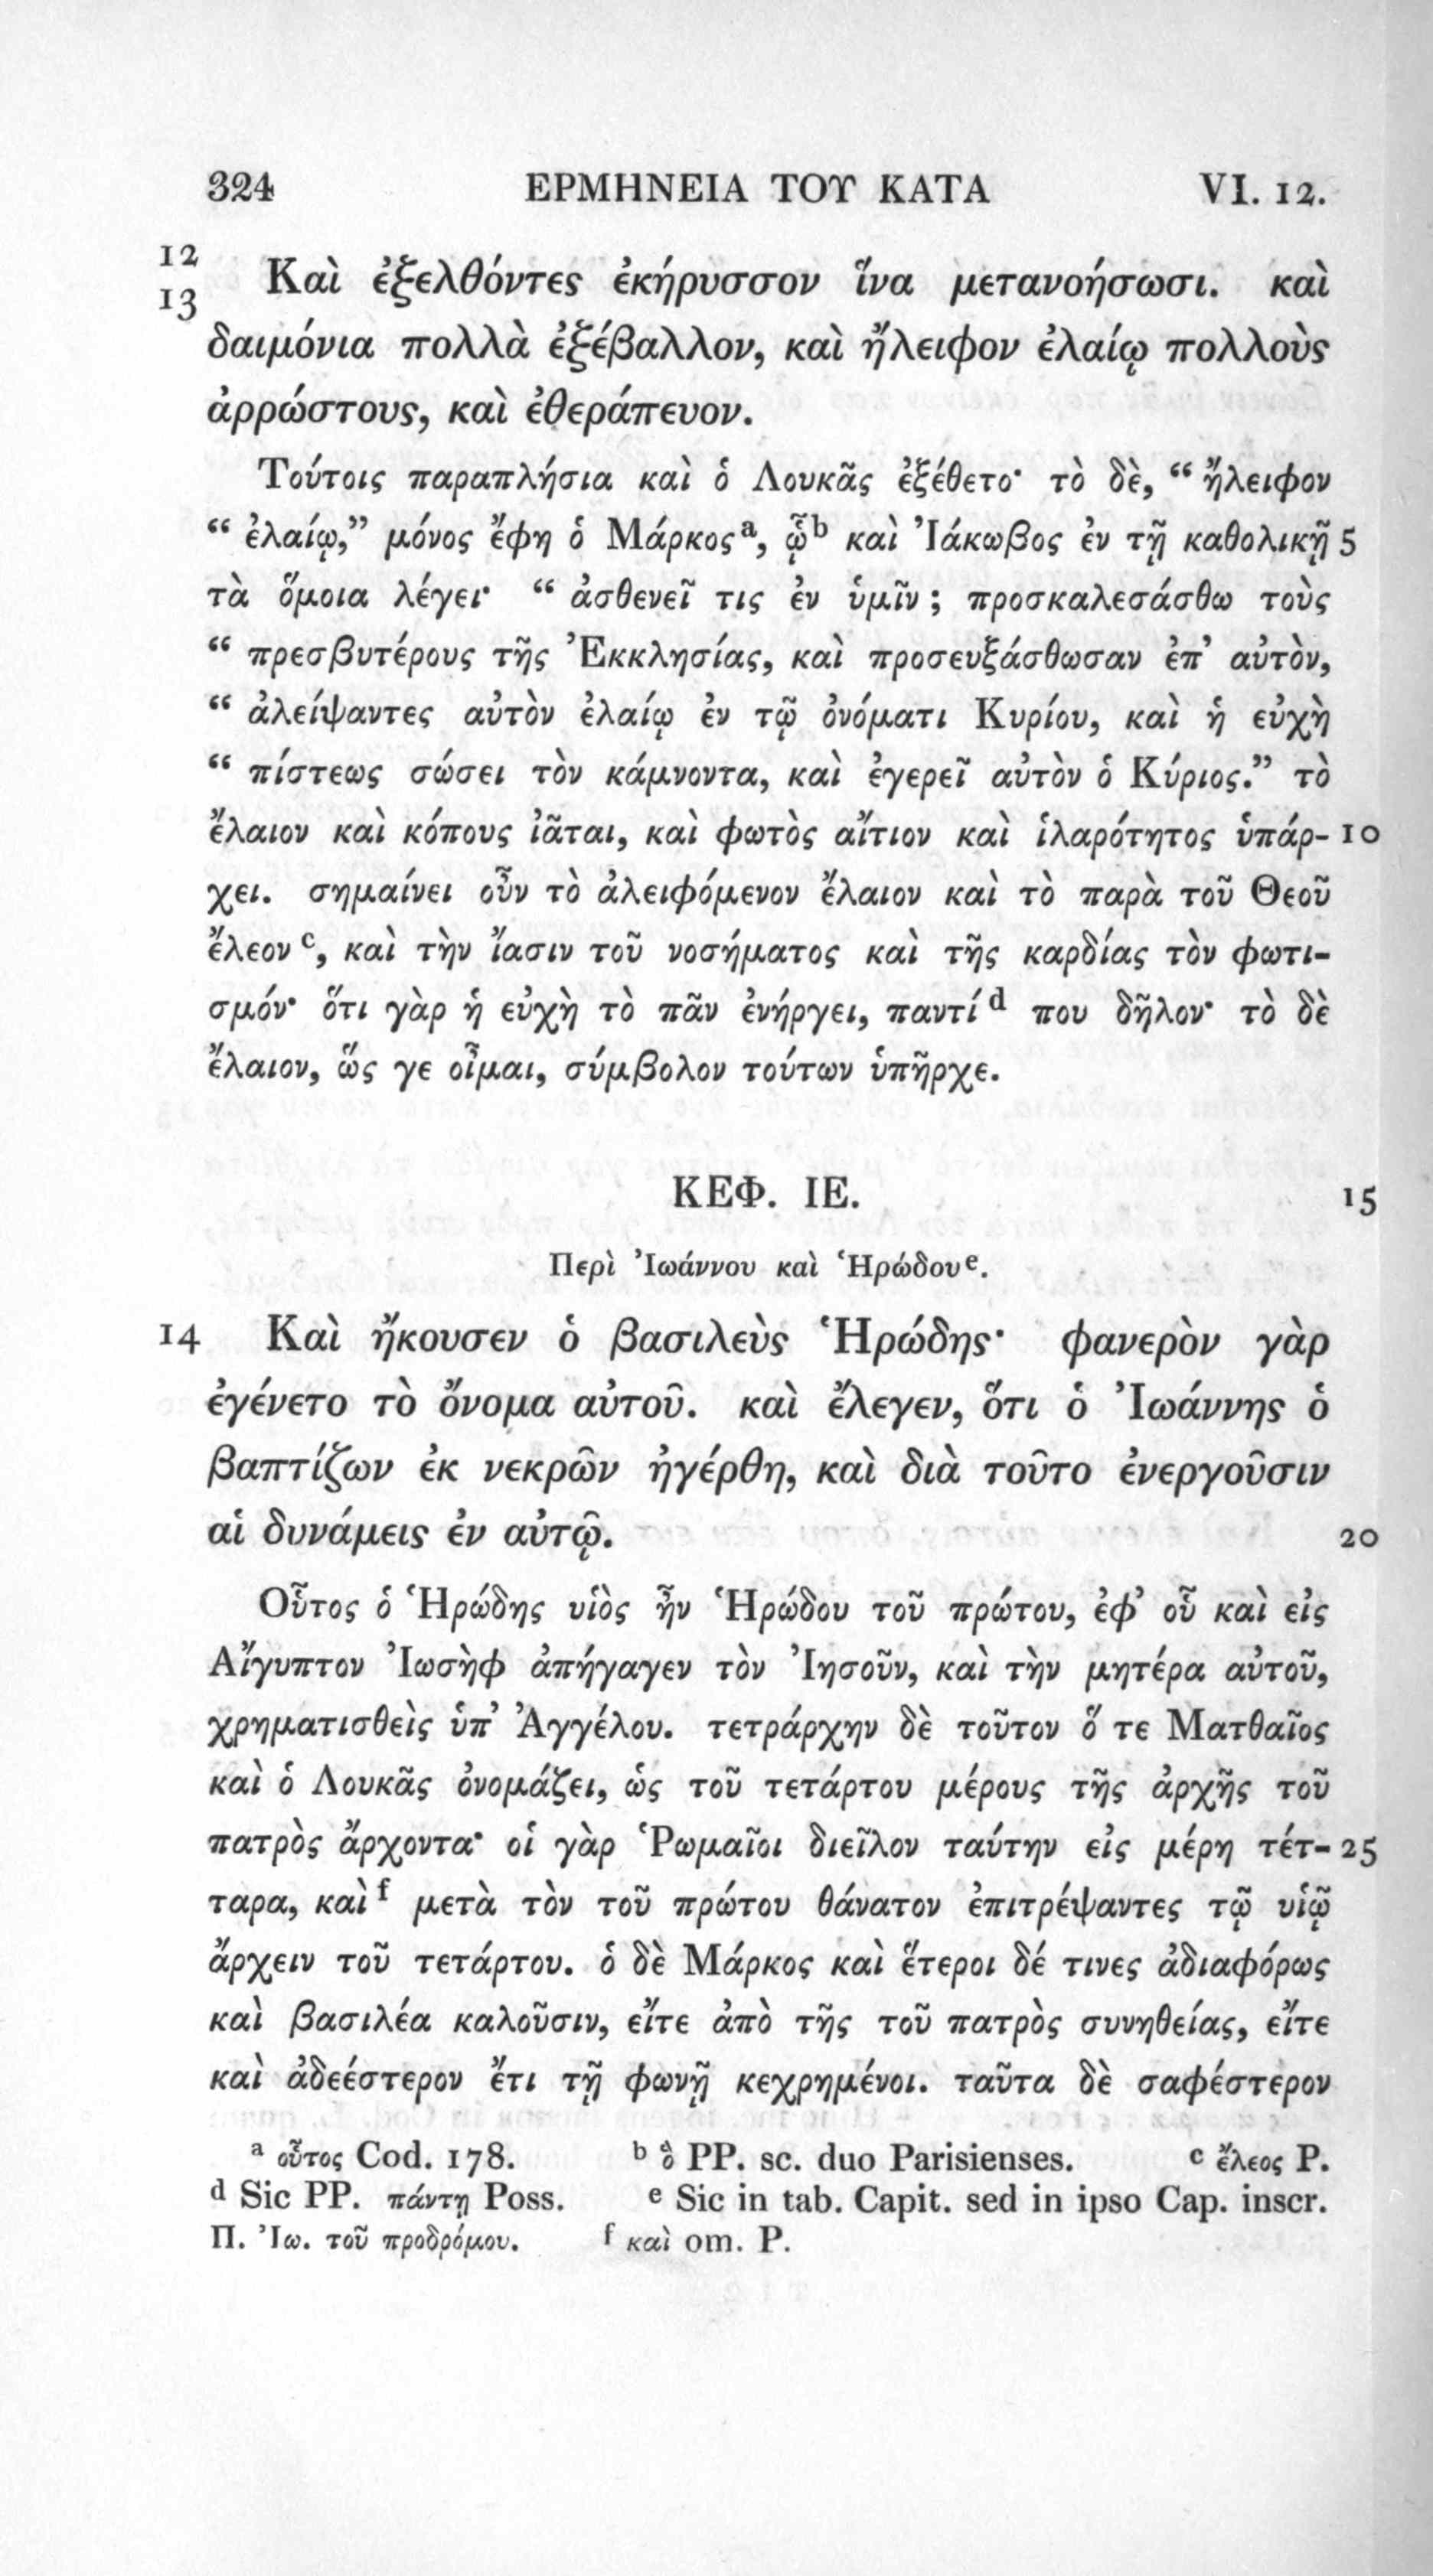 324 ΕΡΜΗΝΕΙΑ ΤΟΥ ΚΑΤΑ VI. 12.
12 Καὶ ἐξελθόντες ἐκήρυσσον ἵνα μετανοήσωσι. καὶ
13 δαιμόνια πολλὰ ἐξέβαλλον, καὶ ἤλειφον ἐλαίῳ πολλοὺς
ἀρρώστους, καὶ ἐθεράπευον.
Τούτοις παραπλήσια καὶ ὁ Λουκᾶς ἐξέθετο· τὸ δὲ, “ ἤλειφον
“ ἐλαίῳ,” μόνος ἔφη ὁ Μάρκος a, ᾧ b καὶ Ἰάκωβος ἐν τῇ καθολικῇ 5
τὰ ὅμοια λέγει· “ ἀσθενεῖ τις ἐν ὑμῖν ; προσκαλεσάσθω τοὺς
“ πρεσβυτέρους τῆς Ἐκκλησίας, καὶ προσευξάσθωσαν ἐπ’ αὐτὸν,
“ ἀλείψαντες αὐτὸν ἐλαίῳ ἐν τῷ ὀνόματι Κυρίου, καὶ ἡ εὐχὴ
“ πίστεως σώσει τὸν κάμνοντα, καὶ ἐγερεῖ αὐτὸν ὁ Κύριος.” τὸ
ἔλαιον καὶ κόπους ἰᾶται, καὶ φωτὸς αἴτιον καὶ ἱλαρότητος ὑπάρ- 10
χει. σημαίνει οὖν τὸ ἀλειφόμενον ἔλαιον καὶ τὸ παρὰ τοῦ Θεοῦ
ἔλεον c, καὶ τὴν ἴασιν τοῦ νοσήματος καὶ τῆς καρδίας τὸν φωτι-
σμόν· ὅτι γὰρ ἡ εὐχὴ τὸ πᾶν ἐνήργει, παντί d που δῆλον· τὸ δὲ
ἔλαιον, ὥς γε οἶμαι, σύμβολον τούτων ὑπῆρχε.
ΚΕΦ. ΙΕ. 15
Περὶ Ἰωάννου καὶ Ἡρώδου e.
14 Καὶ ἤκουσεν ὁ βασιλεὺς Ἡρώδης· φανερὸν γὰρ
ἐγένετο τὸ ὄνομα αὐτοῦ. καὶ ἔλεγεν, ὅτι ὁ Ἰωάννης ὁ
βαπτίζων ἐκ νεκρῶν ἠγέρθη, καὶ διὰ τοῦτο ἐνεργοῦσιν
αἱ δυνάμεις ἐν αὐτῷ. 20
Οὗτος ὁ Ἡρώδης υἱὸς ἦν Ἡρώδου τοῦ πρώτου, ἐφ’ οὗ καὶ εἰς
Αἴγυπτον Ἰωσὴφ ἀπήγαγεν τὸν Ἰησοῦν, καὶ τὴν μητέρα αὐτοῦ,
χρηματισθεὶς ὑπ’ Ἀγγέλου. τετράρχην δὲ τοῦτον ὅ τε Ματθαῖος
καὶ ὁ Λουκᾶς ὀνομάζει, ὡς τοῦ τετάρτου μέρους τῆς ἀρχῆς τοῦ
πατρὸς ἄρχοντα· οἱ γὰρ Ῥωμαῖοι διεῖλον ταύτην εἰς μέρη τέτ- 25
ταρα, καὶ f μετὰ τὸν τοῦ πρώτου θάνατον ἐπιτρέψαντες τῷ υἱῷ
ἄρχειν τοῦ τετάρτου. ὁ δὲ Μάρκος καὶ ἕτεροι δέ τινες ἀδιαφόρως
καὶ βασιλέα καλοῦσιν, εἴτε ἀπὸ τῆς τοῦ πατρὸς συνηθείας, εἴτε
καὶ ἀδεέστερον ἔτι τῇ φωνῇ κεχρημένοι. ταῦτα δὲ σαφέστερον
a οὗτος Cod. 178. b ὃ PP. sc. duo Parisienses. c ἔλεος P.
d Sic PP. πάντῃ Poss. e Sic in tab. Capit. sed in ipso Cap. inscr.
Π. Ἰω. τοῦ προδρόμου. f καὶ om. P.